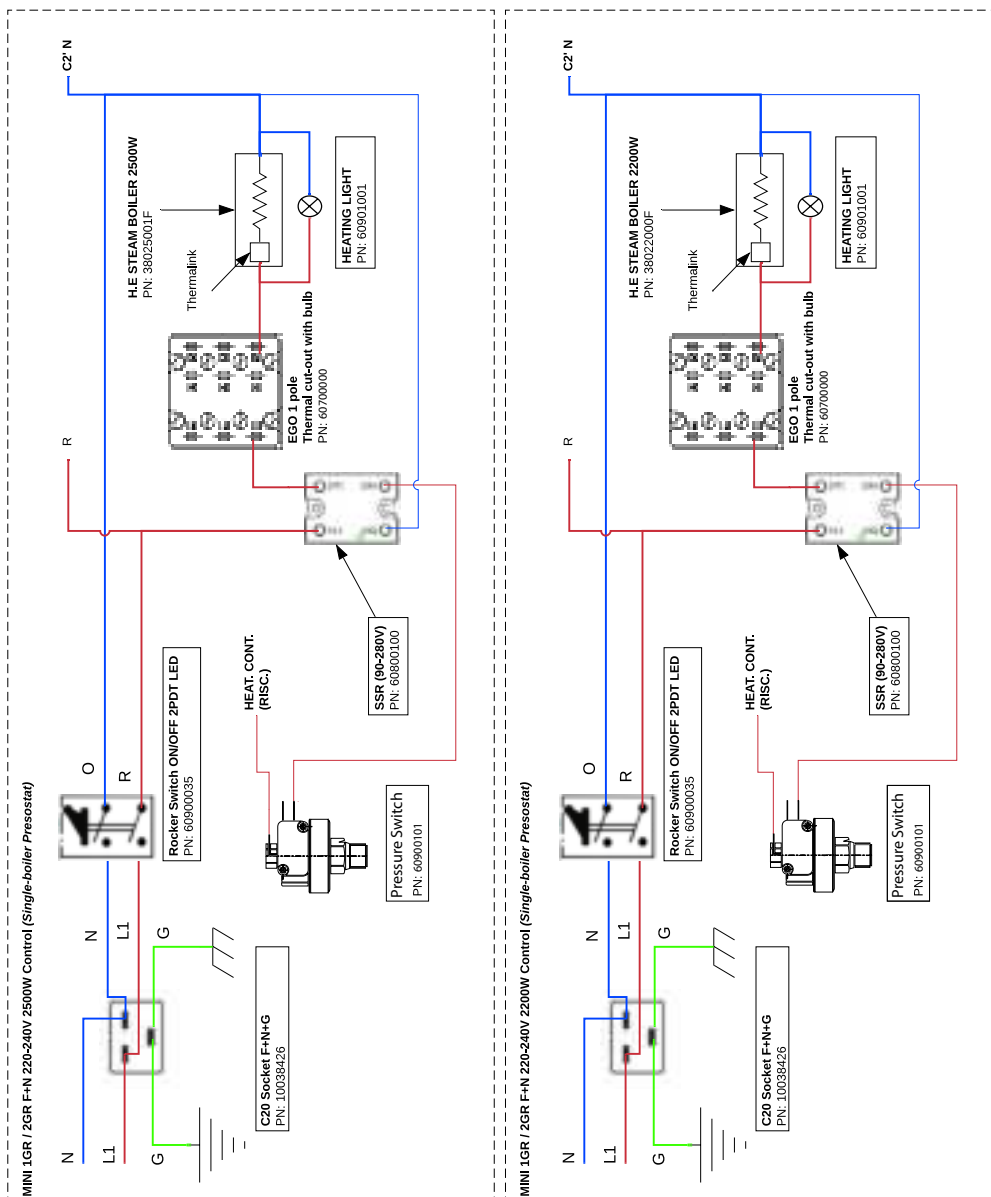 MINI 1GR / 2GR F+N 220-240V 2500W Control (Single-boiler Presostat)
N
L1
G
C20 Socket F+N+G
PN: 10038426
N
L1
G
Pressure Switch
PN: 60900101
Rocker Switch ON/OFF 2PDT LED
PN: 60900035
O
R
HEAT. CONT.
(RISC.)
SSR (90-280V)
PN: 60800100
R
EGO 1 pole
Thermal cut-out with bulb
PN: 60700000
Thermalink
H.E STEAM BOILER 2500W
PN: 38025001F
HEATING LIGHT
PN: 60901001
C2' N
MINI 1GR / 2GR F+N 220-240V 2200W Control (Single-boiler Presostat)
N
L1
G
C20 Socket F+N+G
PN: 10038426
N
L1
G
Pressure Switch
PN: 60900101
Rocker Switch ON/OFF 2PDT LED
PN: 60900035
O
R
HEAT. CONT.
(RISC.)
SSR (90-280V)
PN: 60800100
R
EGO 1 pole
Thermal cut-out with bulb
PN: 60700000
Thermalink
H.E STEAM BOILER 2200W
PN: 38022000F
HEATING LIGHT
PN: 60901001
C2' N